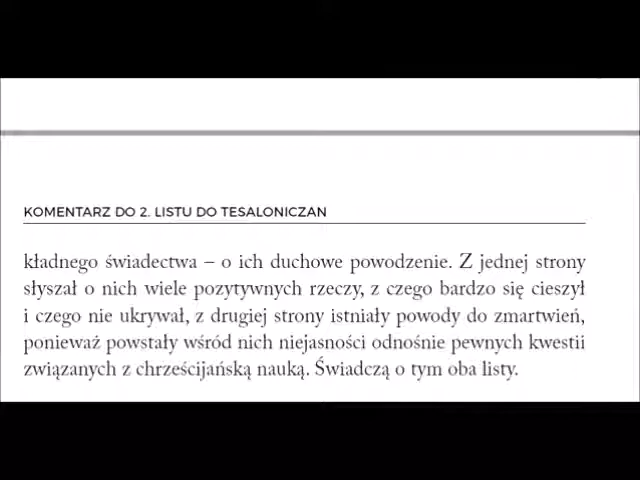 KOMENTARZ DO 2. LISTU DO TESALONICZAN
kładnego świadectwa – o ich duchowe powodzenie. Z jednej strony
słyszał o nich wiele pozytywnych rzeczy, z czego bardzo się cieszył
i czego nie ukrywał, z drugiej strony istniały powody do zmartwień,
ponieważ powstały wśród nich niejasności odnośnie pewnych kwestii
związanych z chrześcijańską nauką. Świadczą o tym oba listy.